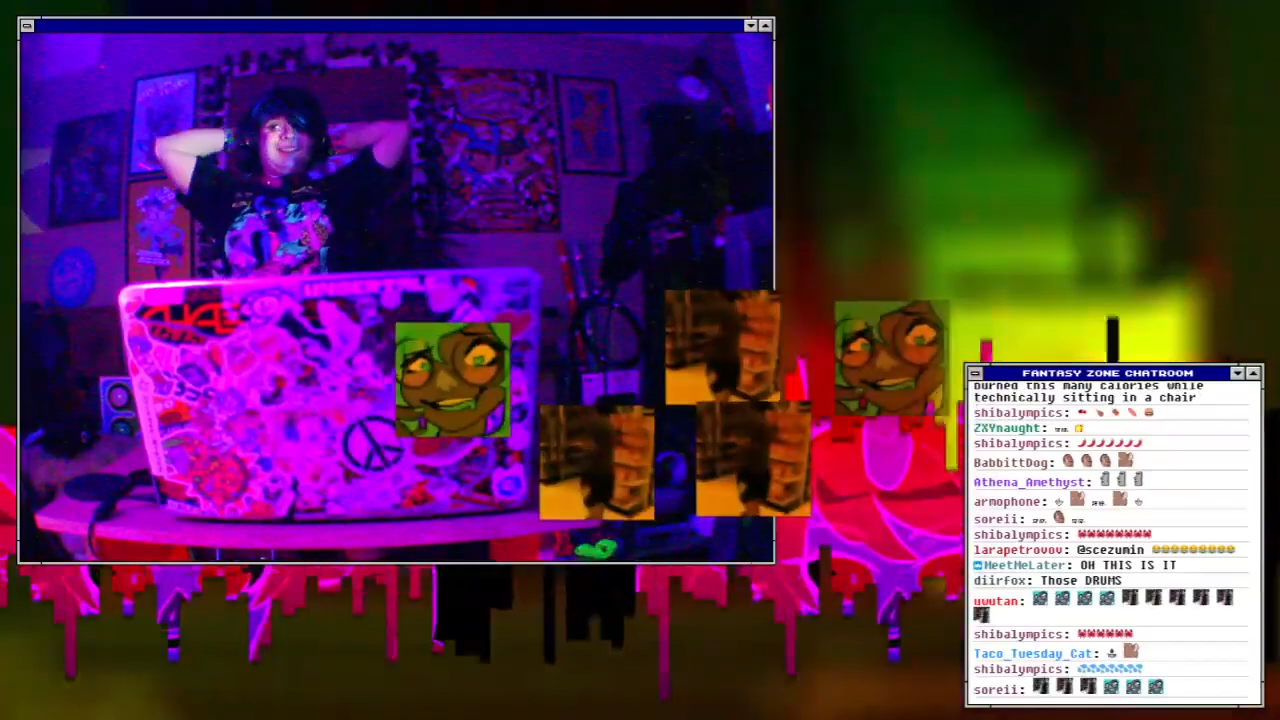 FANTASY ZONE CHATROOM
burned this many calories while
technically sitting in a chair
shibalympics:
ZXYnaught:
shibalympics:
BabbittDog:
Athena_Amethyst:
armophone:
soreii:
shibalympics:
larapetrovov: @scezumin
MeetMeLater: OH THIS IS IT
diirfox: Those DRUMS
uwutan:
shibalympics:
Taco_Tuesday_Cat:
shibalympics:
soreii: